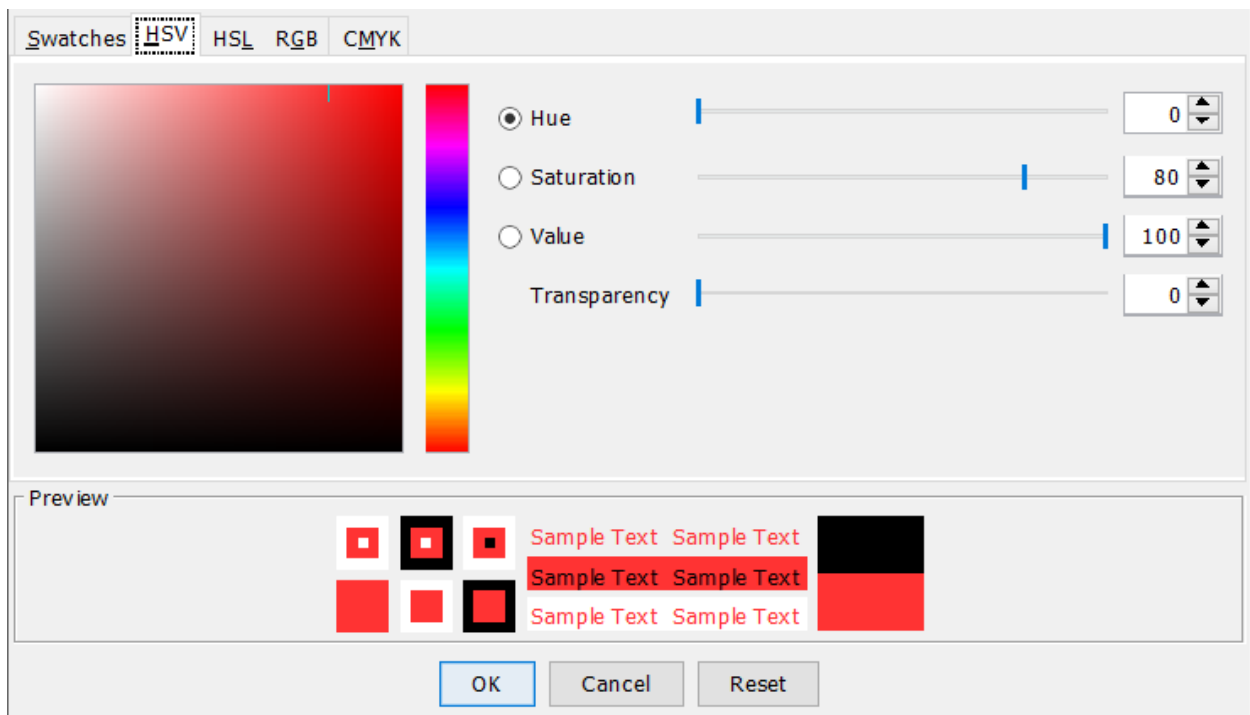 Swatches HSV HSL RGB CMYK
Hue 0
Saturation 80
Value 100
Transparency 0
Preview
Sample Text Sample Text
Sample Text Sample Text
Sample Text Sample Text
OK Cancel Reset